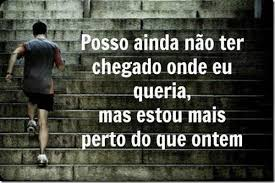 Posso ainda não ter
chegado onde eu
queria,
mas estou mais
perto do que ontem